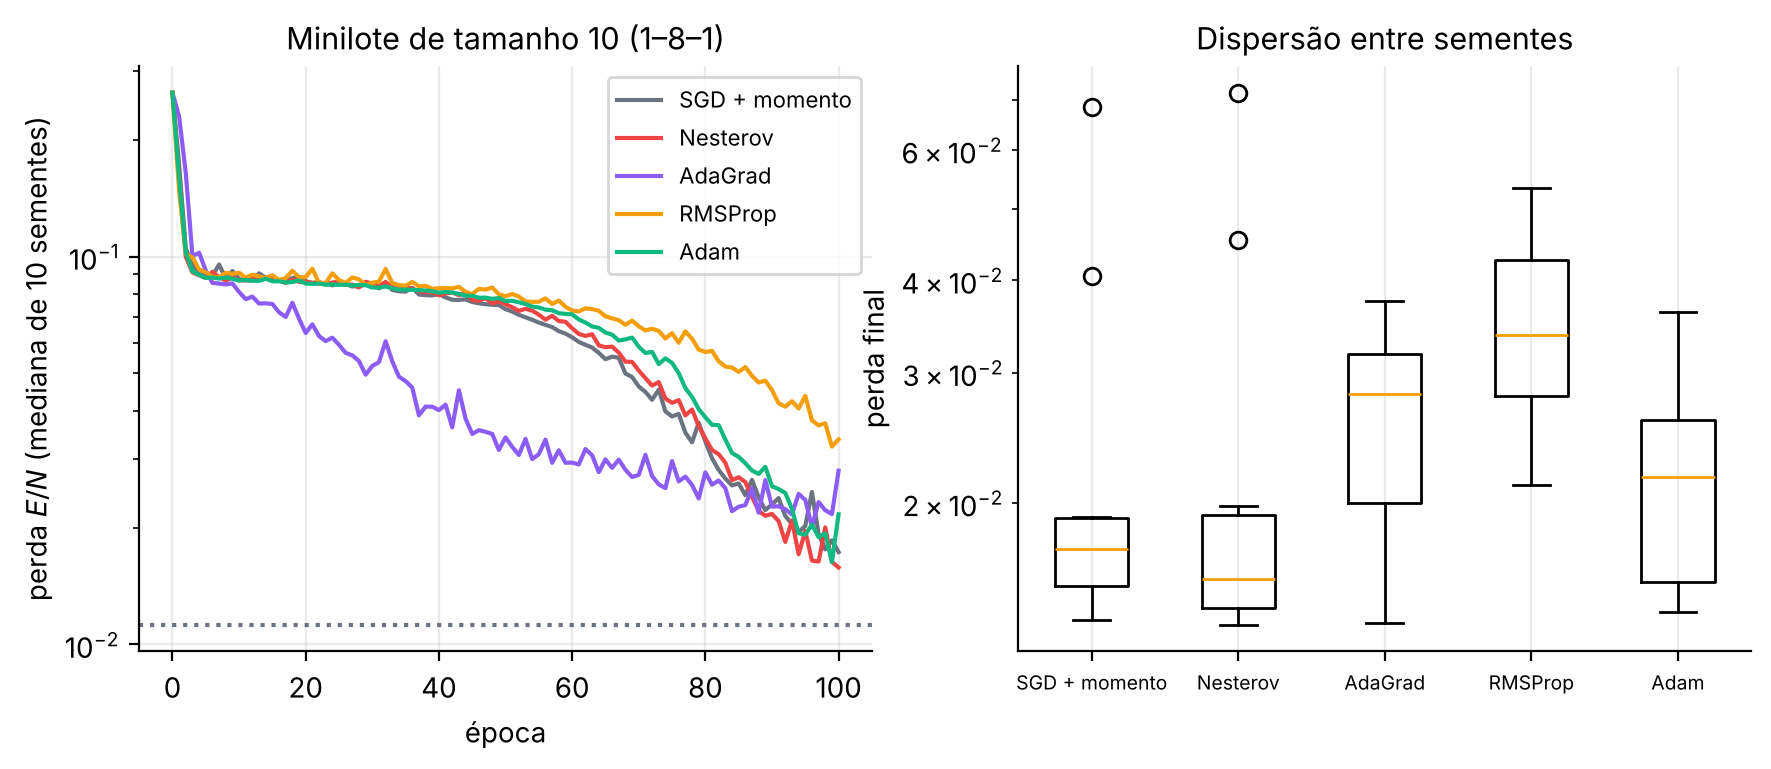 Minilote de tamanho 10 (1–8–1)
perda E/N (mediana de 10 sementes)
10⁻¹
10⁻²
SGD + momento
Nesterov
AdaGrad
RMSProp
Adam
0 20 40 60 80 100
época
Dispersão entre sementes
perda final
6 × 10⁻²
4 × 10⁻²
3 × 10⁻²
2 × 10⁻²
SGD + momento Nesterov AdaGrad RMSProp Adam